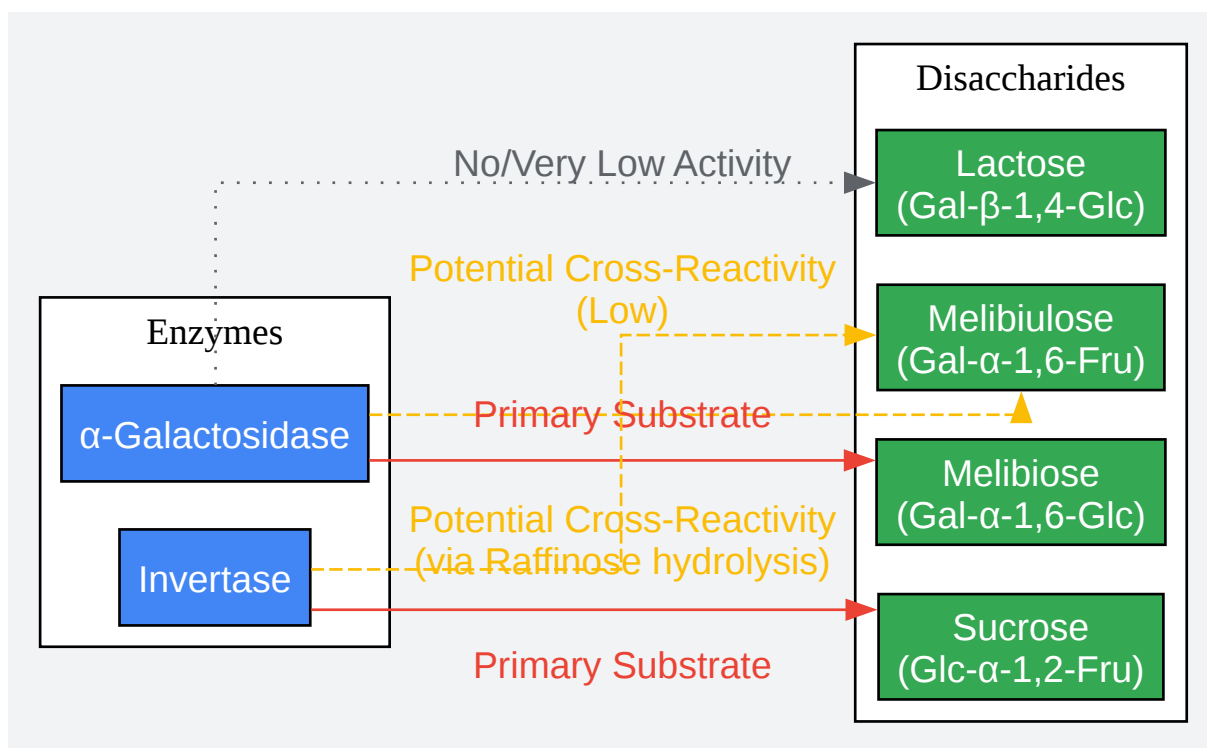 Disaccharides
No/Very Low Activity
Lactose
(Gal-β-1,4-Glc)
Potential Cross-Reactivity
(Low)
Melibiulose
(Gal-α-1,6-Fru)
Enzymes
α-Galactosidase
Primary Substrate
Melibiose
(Gal-α-1,6-Glc)
Potential Cross-Reactivity
(via Raffinose hydrolysis)
Invertase
Primary Substrate
Sucrose
(Glc-α-1,2-Fru)